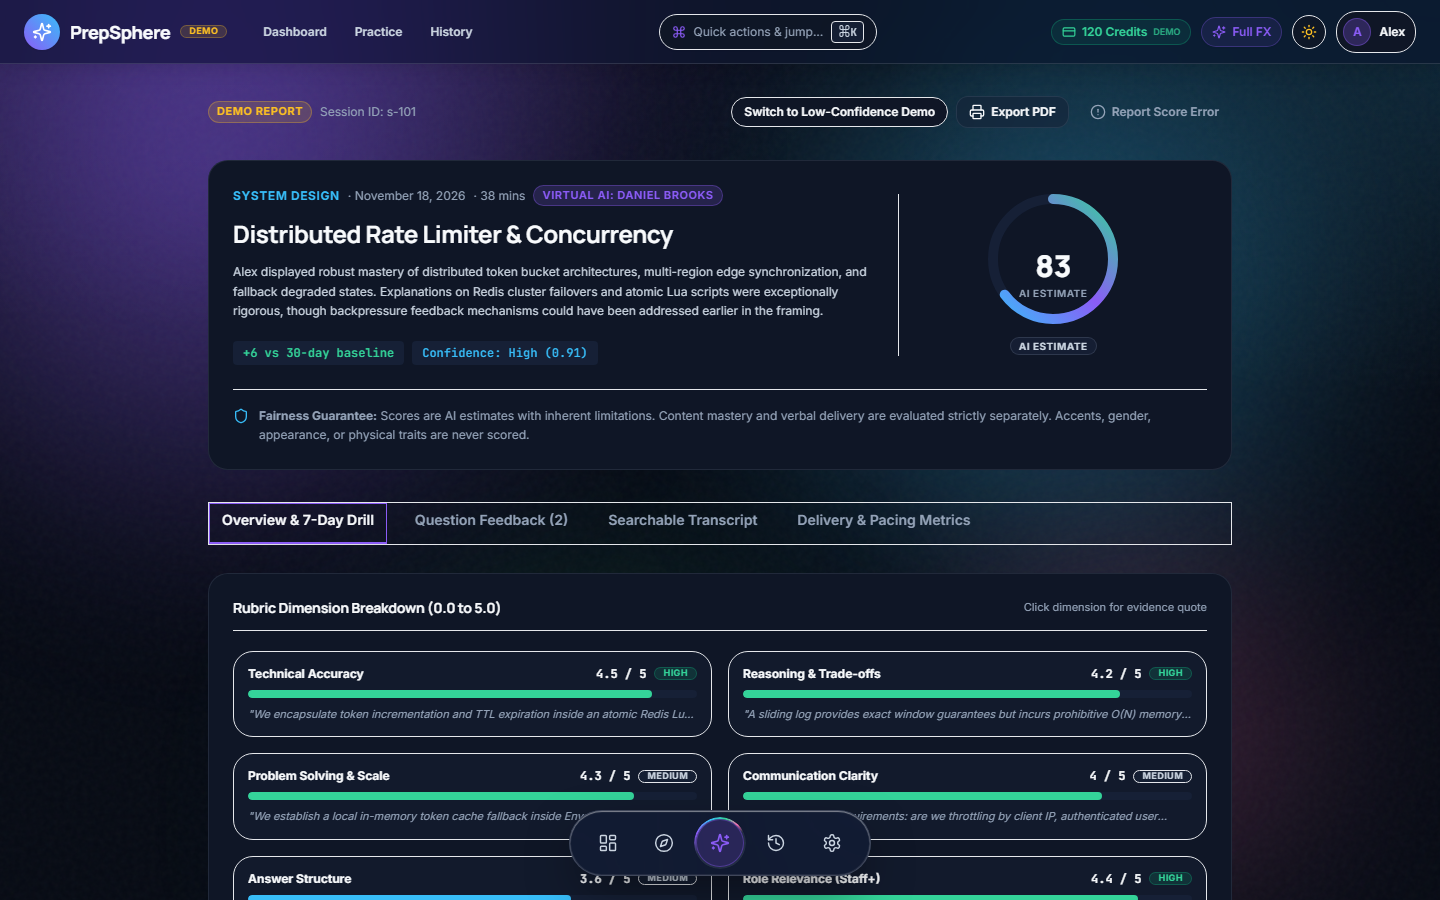 PrepSphere DEMO Dashboard Practice History Quick actions & jump... ⌘K 120 Credits DEMO Full FX A Alex
DEMO REPORT Session ID: s-101 Switch to Low-Confidence Demo Export PDF Report Score Error
SYSTEM DESIGN · November 18, 2026 · 38 mins VIRTUAL AI: DANIEL BROOKS
Distributed Rate Limiter & Concurrency
Alex displayed robust mastery of distributed token bucket architectures, multi-region edge synchronization, and
fallback degraded states. Explanations on Redis cluster failovers and atomic Lua scripts were exceptionally
rigorous, though backpressure feedback mechanisms could have been addressed earlier in the framing.
+6 vs 30-day baseline Confidence: High (0.91)
83
AI ESTIMATE
AI ESTIMATE
Fairness Guarantee: Scores are AI estimates with inherent limitations. Content mastery and verbal delivery are evaluated strictly separately. Accents, gender,
appearance, or physical traits are never scored.
Overview & 7-Day Drill Question Feedback (2) Searchable Transcript Delivery & Pacing Metrics
Rubric Dimension Breakdown (0.0 to 5.0) Click dimension for evidence quote
Technical Accuracy 4.5 / 5 HIGH
"We encapsulate token incrementation and TTL expiration inside an atomic Redis Lu...
Reasoning & Trade-offs 4.2 / 5 HIGH
"A sliding log provides exact window guarantees but incurs prohibitive O(N) memory...
Problem Solving & Scale 4.3 / 5 MEDIUM
"We establish a local in-memory token cache fallback inside
Communication Clarity 4 / 5 MEDIUM
are we throttling by client IP, authenticated user...
Answer Structure 3.6 / 5 MEDIUM
Role Relevance (Staff+) 4.4 / 5 HIGH